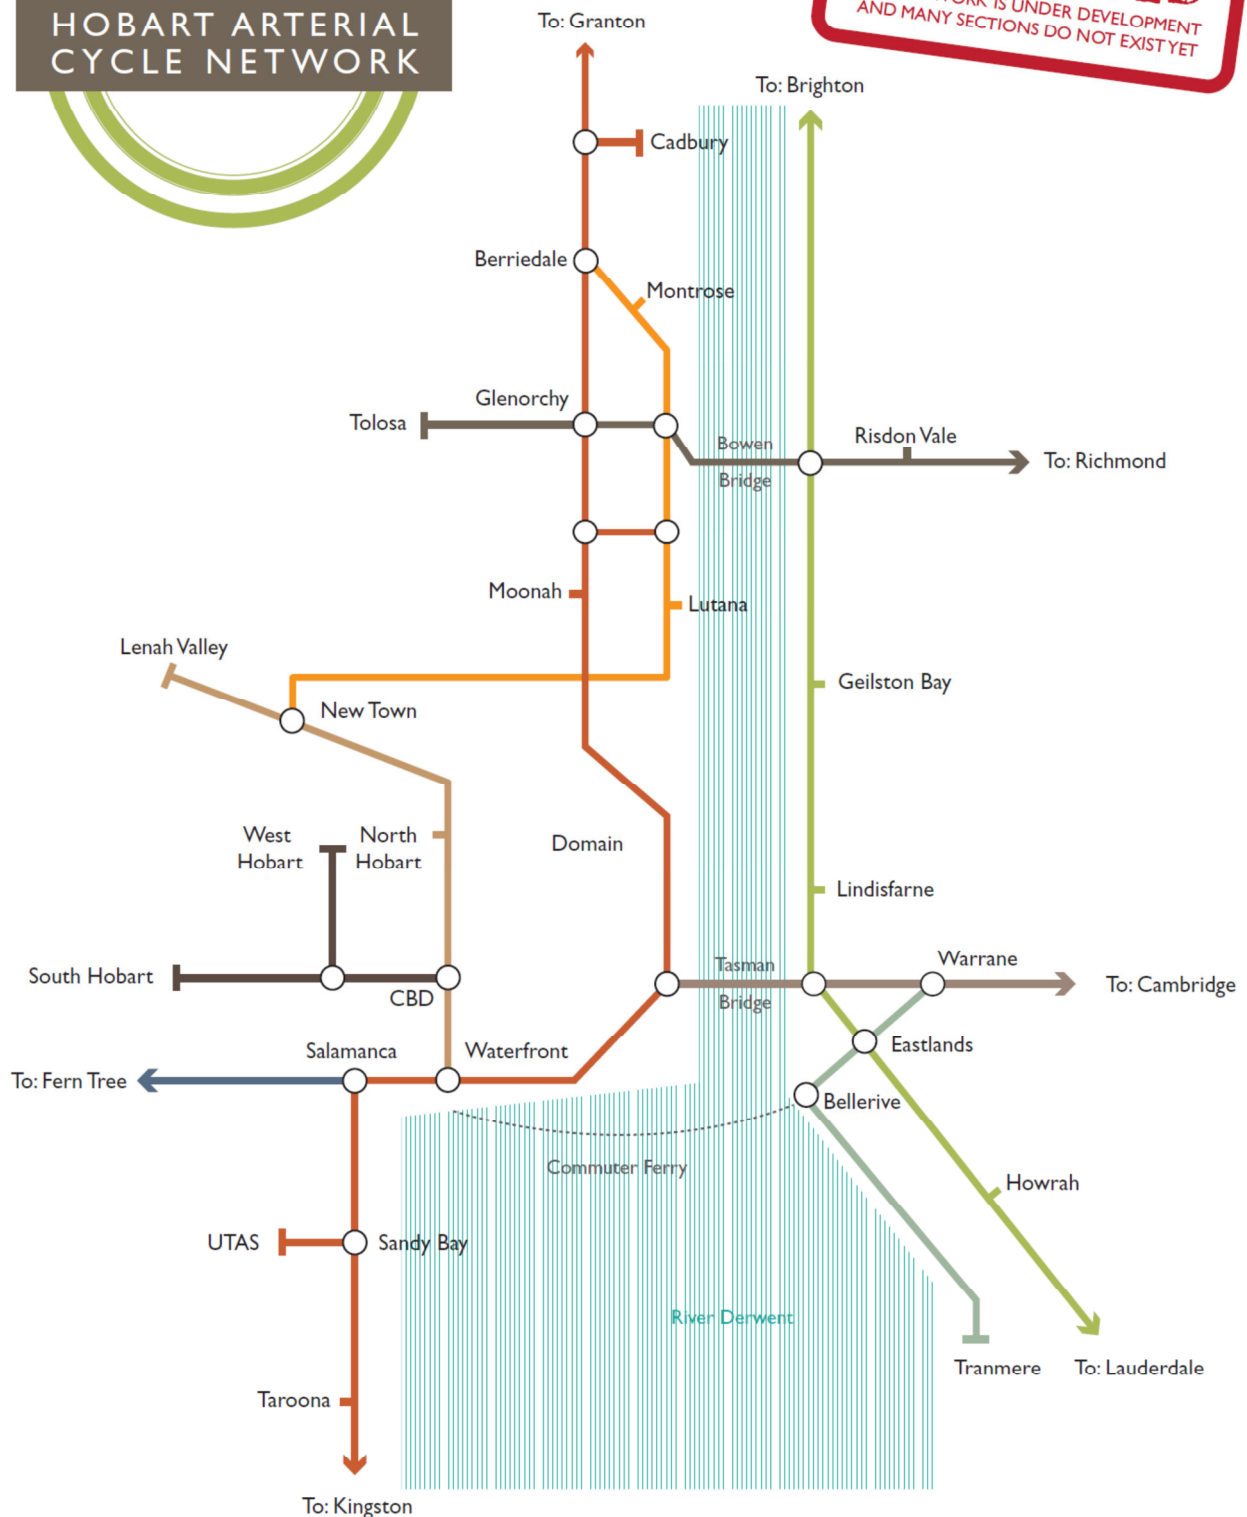 HOBART ARTERIAL
CYCLE NETWORK
IS UNDER DEVELOPMENT
AND MANY SECTIONS DO NOT EXIST YET
To: Granton
To: Brighton
Cadbury
Berriedale
Montrose
Glenorchy
Tolosa
Bowen
Bridge
Risdon Vale
To: Richmond
Moonah
Lutana
Lenah Valley
New Town
Geilston Bay
West
Hobart
North
Hobart
Domain
Lindisfarne
South Hobart
CBD
Tasman
Bridge
Warrane
To: Cambridge
Eastlands
Salamanca
Waterfront
To: Fern Tree
Bellerive
Commuter Ferry
Howrah
UTAS
Sandy Bay
River Derwent
Tranmere
To: Lauderdale
Taroona
To: Kingston